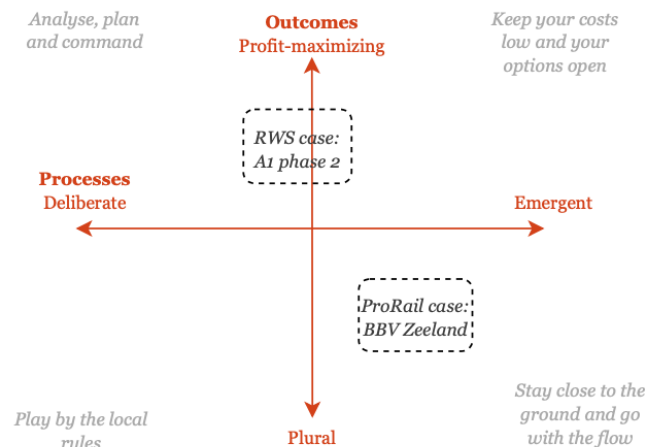 Analyse, plan
and command
Outcomes
Profit-maximizing
Keep your costs
low and your
options open
RWS case:
A1 phase 2
Processes
Deliberate
Emergent
ProRail case:
BBV Zeeland
Play by the local
rules
Plural
Stay close to the
ground and go
with the flow